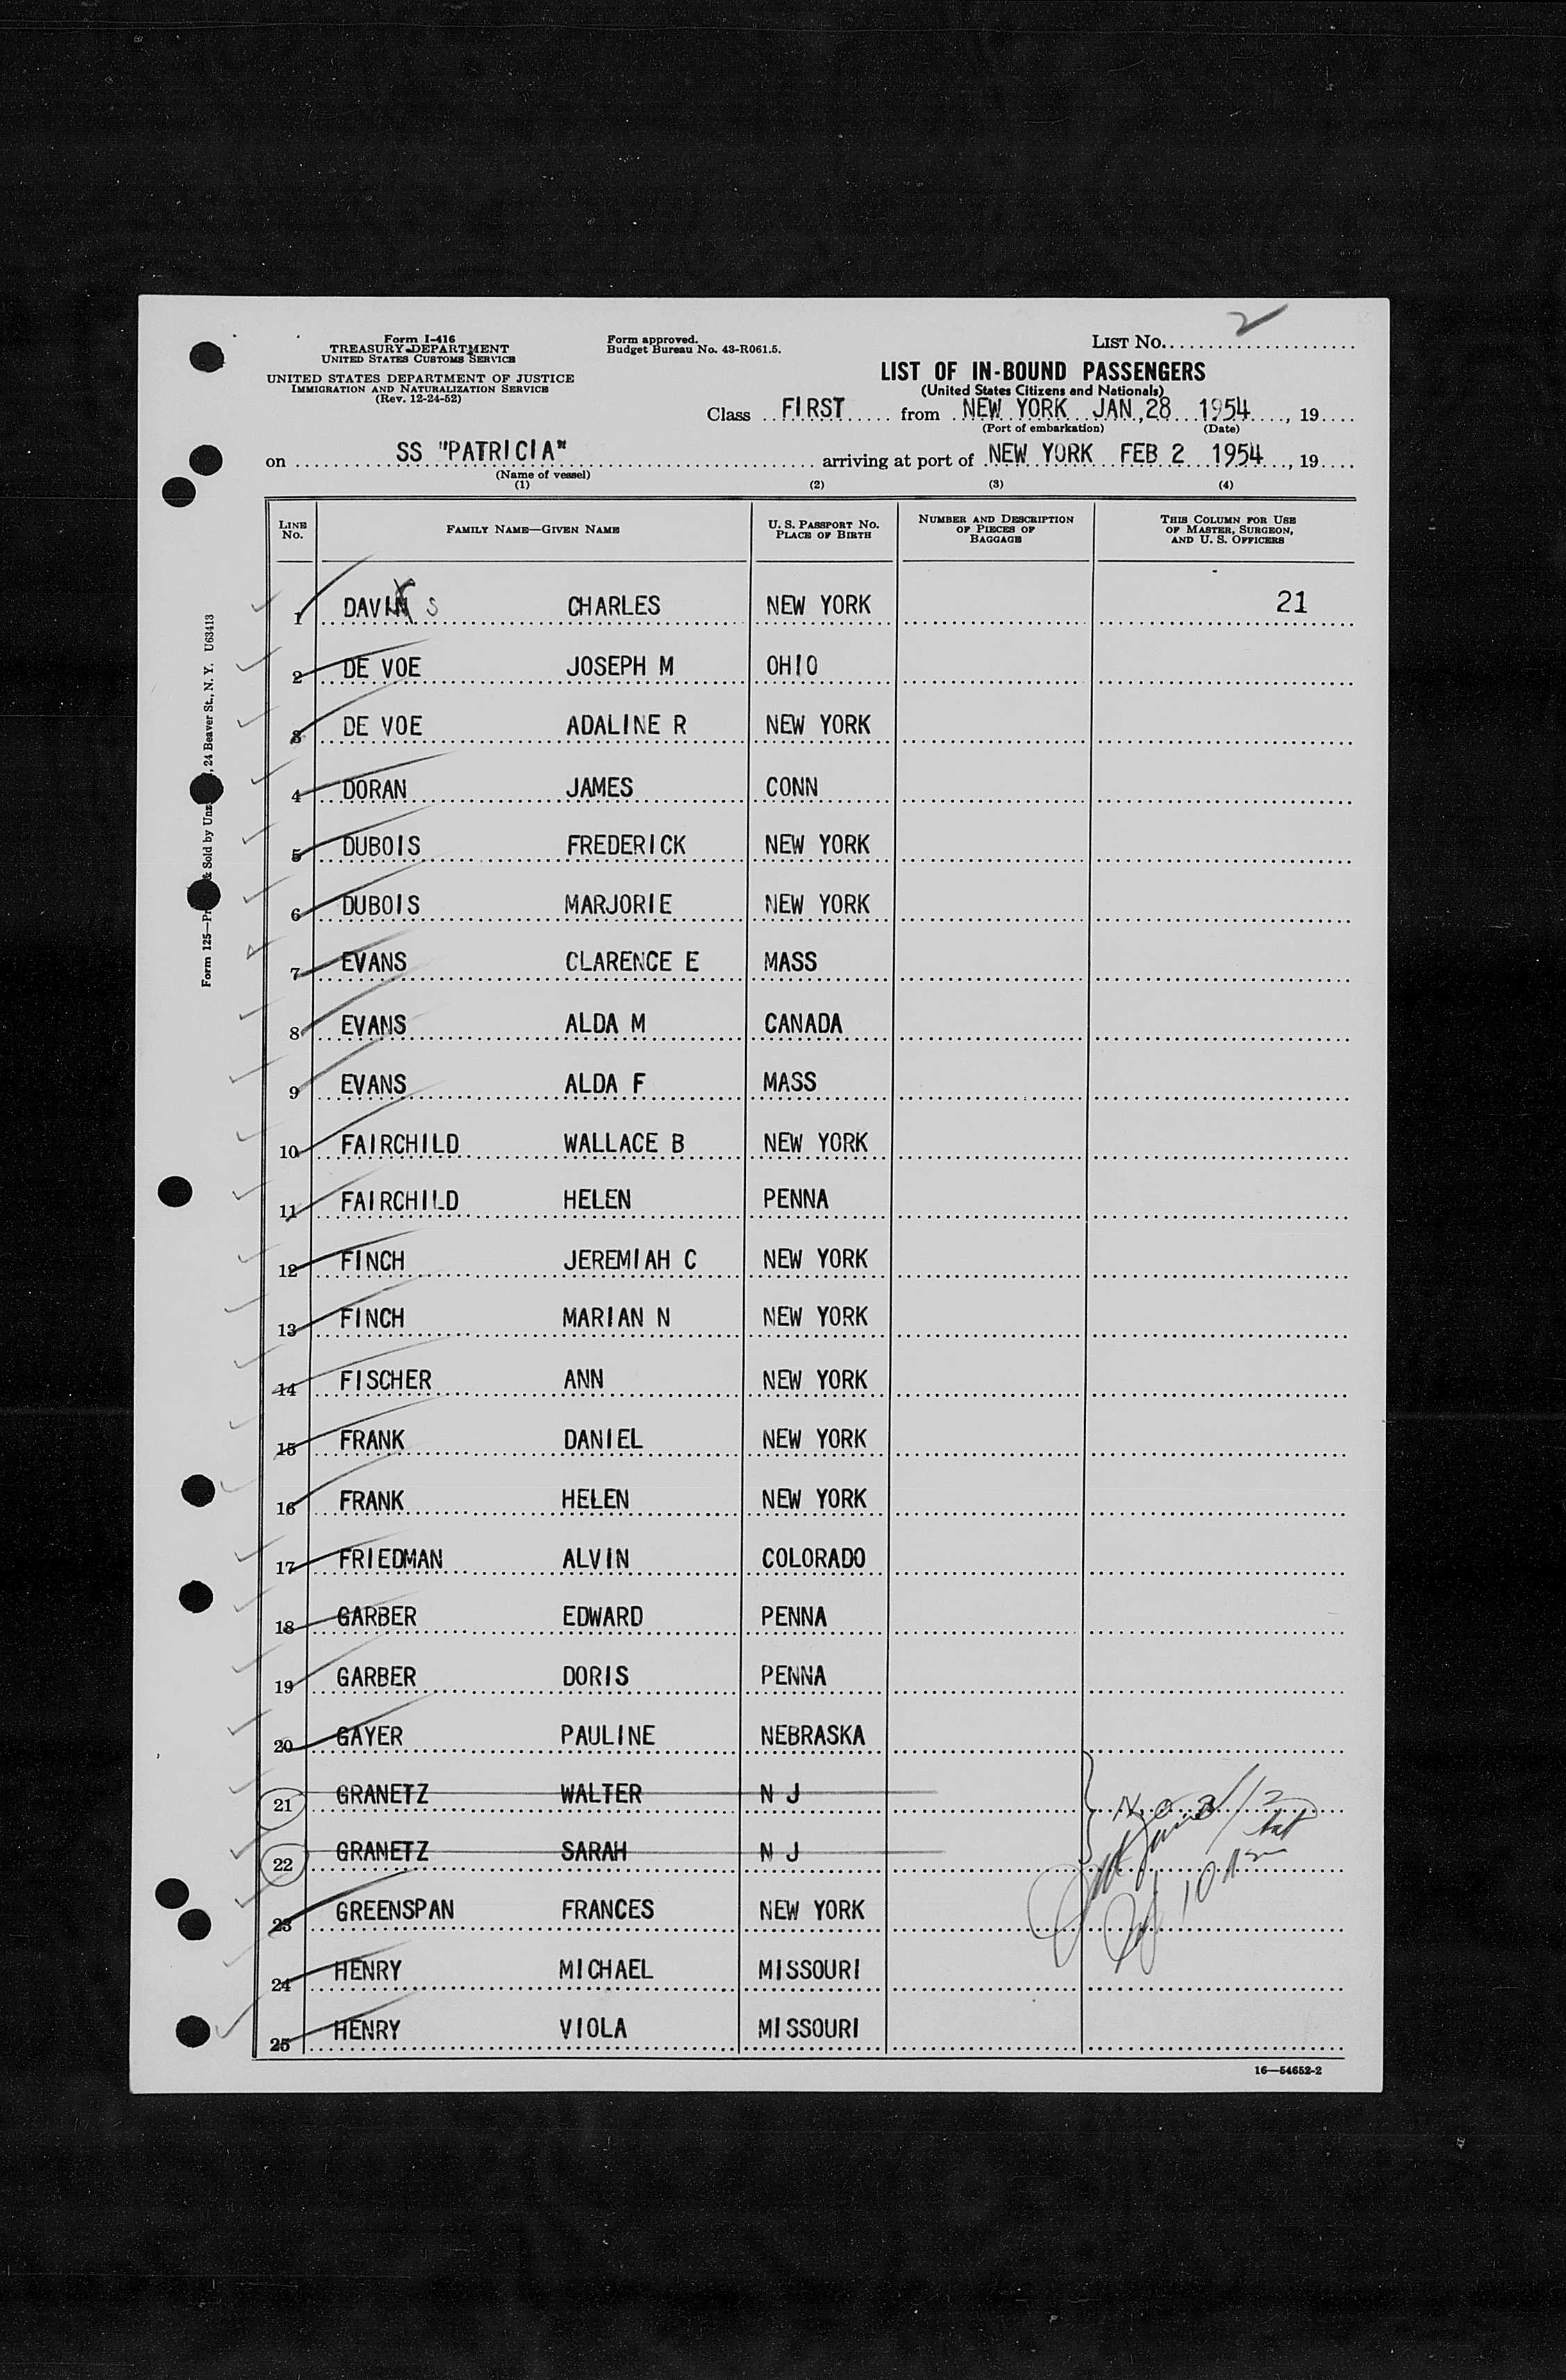 2
Form I-416
TREASURY DEPARTMENT
UNITED STATES CUSTOMS SERVICE
UNITED STATES DEPARTMENT OF JUSTICE
IMMIGRATION AND NATURALIZATION SERVICE
(Rev. 12-24-52)
Form approved.
Budget Bureau No. 43-R061.5.
LIST NO.
LIST OF IN-BOUND PASSENGERS
(United States Citizens and Nationals)
Class FIRST from NEW YORK JAN, 28 1954, 19
(Port of embarkation) (Date)
on SS "PATRICIA" arriving at port of NEW YORK FEB 2 1954, 19
(Name of vessel)
(1) (2) (3) (4)
LINE NO. FAMILY NAME—GIVEN NAME U. S. PASSPORT NO. PLACE OF BIRTH NUMBER AND DESCRIPTION OF PIECES OF BAGGAGE THIS COLUMN FOR USE OF MASTER, SURGEON, AND U. S. OFFICERS
1 DAVIN S CHARLES NEW YORK 21
2 DE VOE JOSEPH M OHIO
3 DE VOE ADALINE R NEW YORK
4 DORAN JAMES CONN
5 DUBOIS FREDERICK NEW YORK
6 DUBOIS MARJORIE NEW YORK
7 EVANS CLARENCE E MASS
8 EVANS ALDA M CANADA
9 EVANS ALDA F MASS
10 FAIRCHILD WALLACE B NEW YORK
11 FAIRCHILD HELEN PENNA
12 FINCH JEREMIAH C NEW YORK
13 FINCH MARIAN N NEW YORK
14 FISCHER ANN NEW YORK
15 FRANK DANIEL NEW YORK
16 FRANK HELEN NEW YORK
17 FRIEDMAN ALVIN COLORADO
18 GARBER EDWARD PENNA
19 GARBER DORIS PENNA
20 GAYER PAULINE NEBRASKA
21 GRANETZ WALTER N J
22 GRANETZ SARAH N J
23 GREENSPAN FRANCES NEW YORK
24 HENRY MICHAEL MISSOURI
25 HENRY VIOLA MISSOURI
16—54652-2
Form 125— & Sold by , 24 Beaver St., N. Y. U63413